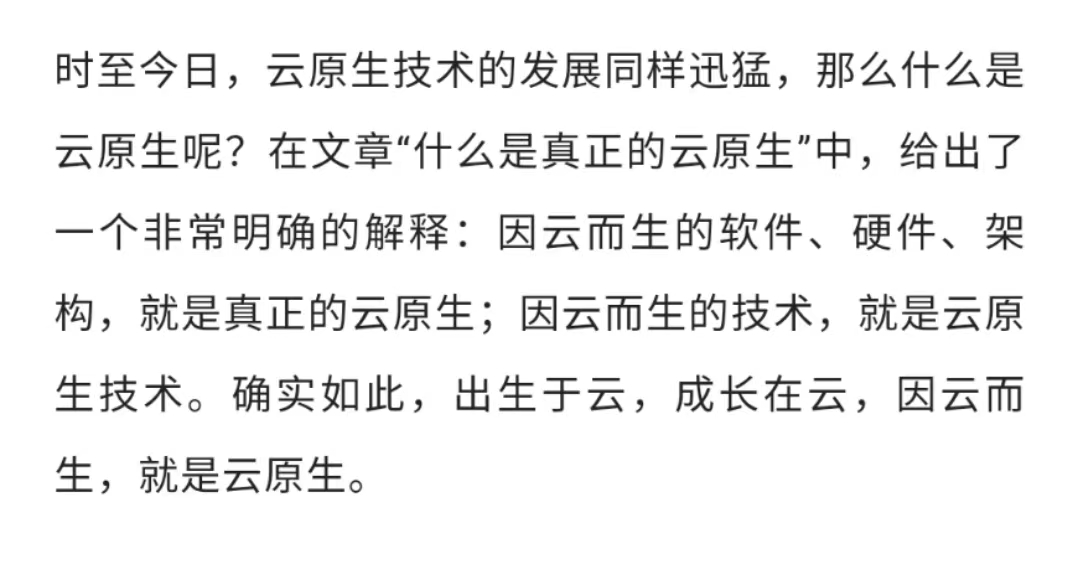 时至今日，云原生技术的发展同样迅猛，那么什么是
云原生呢？在文章“什么是真正的云原生”中，给出了
一个非常明确的解释：因云而生的软件、硬件、架
构，就是真正的云原生；因云而生的技术，就是云原
生技术。确实如此，出生于云，成长在云，因云而
生，就是云原生。